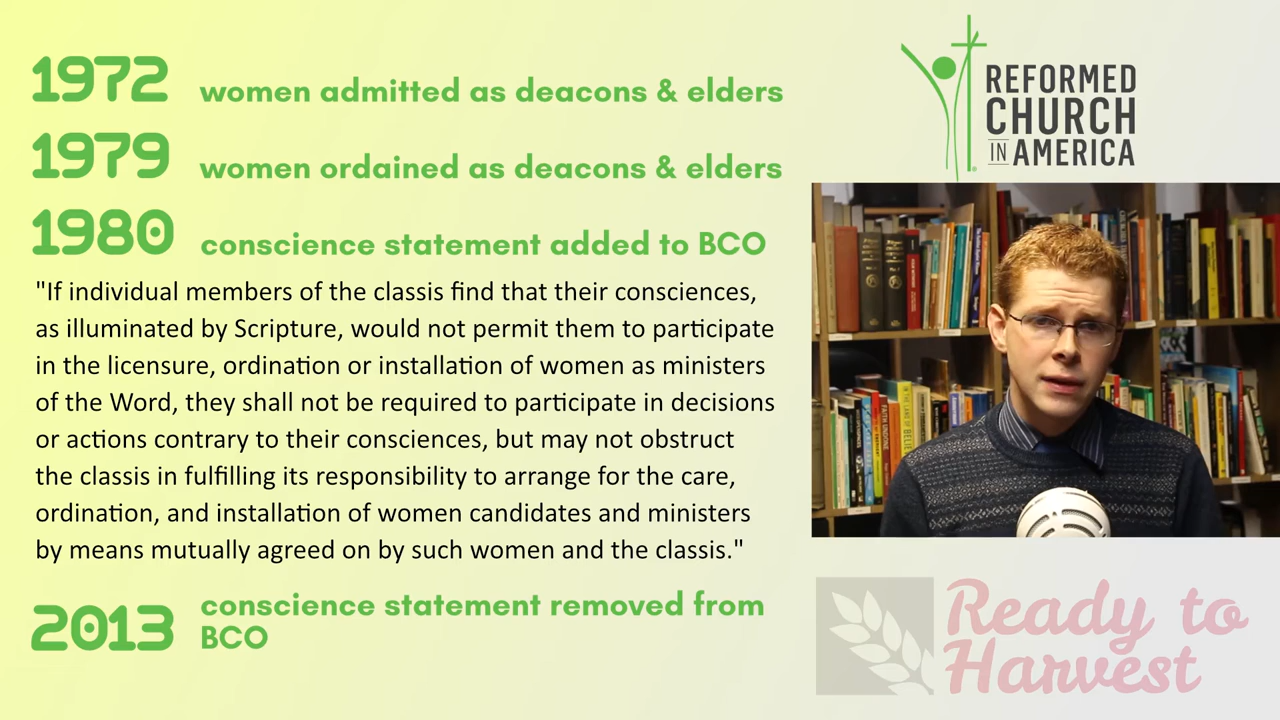 1972 women admitted as deacons & elders
1979 women ordained as deacons & elders
1980 conscience statement added to BCO
"If individual members of the classis find that their consciences,
as illuminated by Scripture, would not permit them to participate
in the licensure, ordination or installation of women as ministers
of the Word, they shall not be required to participate in decisions
or actions contrary to their consciences, but may not obstruct
the classis in fulfilling its responsibility to arrange for the care,
ordination, and installation of women candidates and ministers
by means mutually agreed on by such women and the classis."
2013 conscience statement removed from
BCO
REFORMED
CHURCH
IN AMERICA
Ready to
Harvest